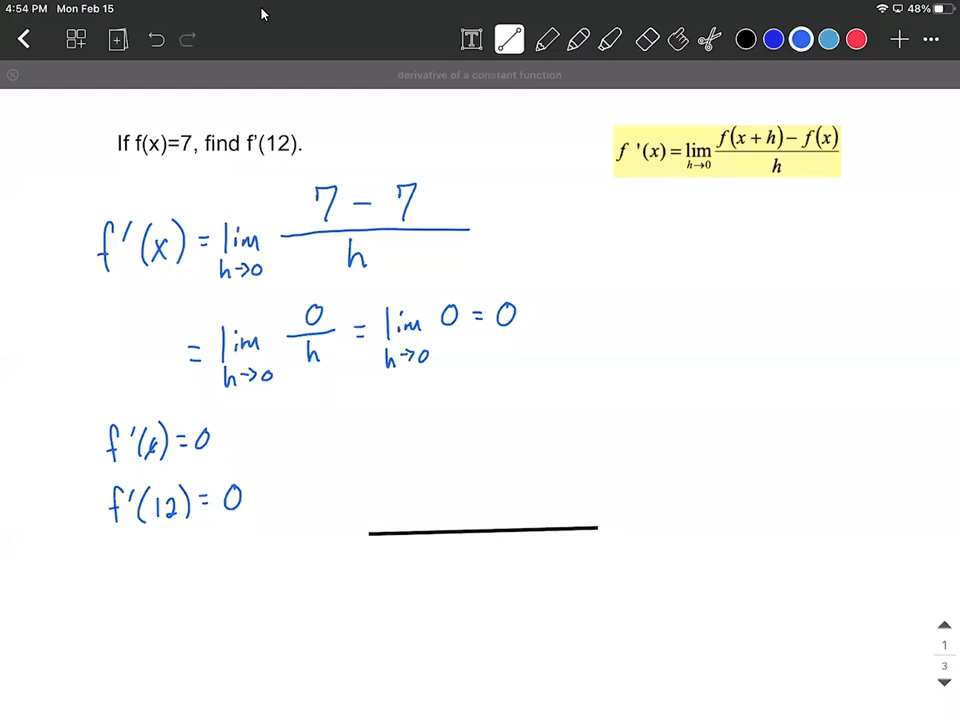 4:54 PM Mon Feb 15
48%
T
derivative of a constant function
If f(x)=7, find f'(12).
f '(x) = lim h→0 f(x + h) − f(x) / h
f'(x) = lim h→0 7 − 7 / h
= lim h→0 0 / h = lim h→0 0 = 0
f'(x) = 0
f'(12) = 0
1
3